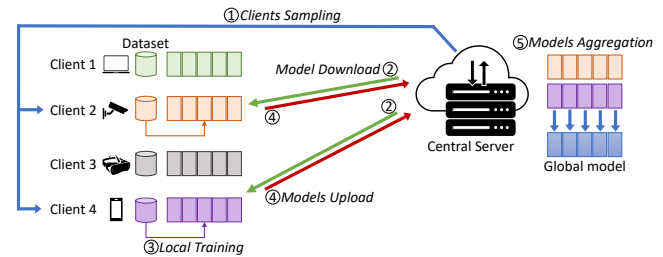 ①Clients Sampling
Dataset
⑤Models Aggregation
Client 1
Model Download ②
Client 2
④
②
Central Server
Client 3
Global model
Client 4
④Models Upload
③Local Training